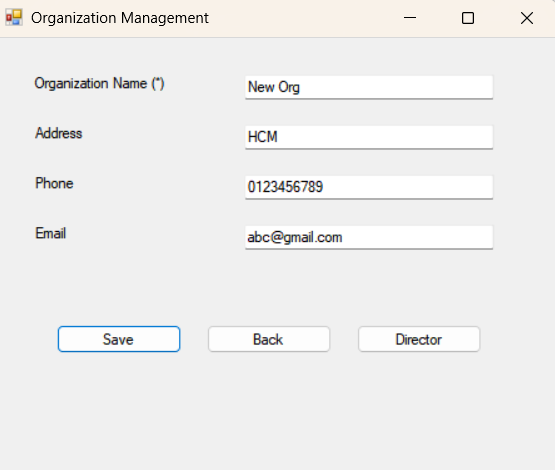 Organization Management
Organization Name (*) New Org
Address HCM
Phone 0123456789
Email abc@gmail.com
Save Back Director